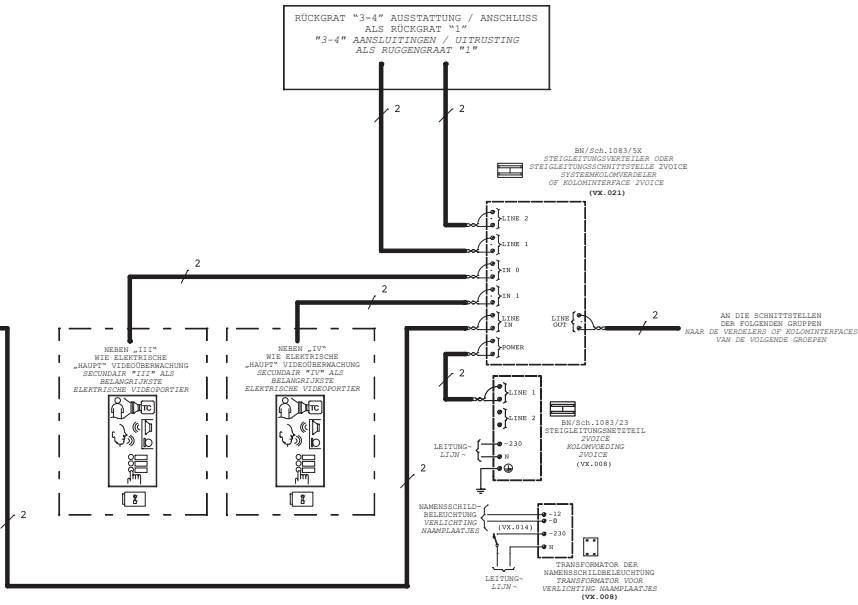 RÜCKGRAT "3-4" AUSSTATTUNG / ANSCHLUSS
ALS RÜCKGRAT "1"
"3-4" AANSLUITINGEN / UITRUSTING
ALS RUGGENGRAAT "1"
2
2
BN/Sch.1083/5X
STEIGLEITUNGSVERTEILER ODER
STEIGLEITUNGSSCHNITTSTELLE 2VOICE
SYSTEEMKOLOMVERDELER
OF KOLOMINTERFACE 2VOICE
(VX.021)
LINE 2
LINE 1
2
IN 0
2
IN 1
LINE
IN
LINE
OUT
2
POWER
AN DIE SCHNITTSTELLEN
DER FOLGENDEN GRUPPEN
NAAR DE VERDELERS OF KOLOMINTERFACES
VAN DE VOLGENDE GROEPEN
NEBEN „III"
WIE ELEKTRISCHE
„HAUPT" VIDEOÜBERWACHUNG
SECUNDAIR "III" ALS
BELANGRIJKSTE
ELEKTRISCHE VIDEOPORTIER
TC
NEBEN „IV"
WIE ELEKTRISCHE
„HAUPT" VIDEOÜBERWACHUNG
SECUNDAIR "IV" ALS
BELANGRIJKSTE
ELEKTRISCHE VIDEOPORTIER
TC
2
LINE 1
LINE 2
BN/Sch.1083/23
STEIGLEITUNGSNETZTEIL
2VOICE
KOLOMVOEDING
2VOICE
(VX.008)
LEITUNG~
LIJN ~
~230
N
2
2
NAMENSSCHILD-
BELEUCHTUNG
VERLICHTING
NAAMPLAATJES
(VX.014)
~12
~0
~230
N
LEITUNG~
LIJN ~
TRANSFORMATOR DER
NAMENSSCHILDBELEUCHTUNG
TRANSFORMATOR VOOR
VERLICHTING NAAMPLAATJES
(VX.008)